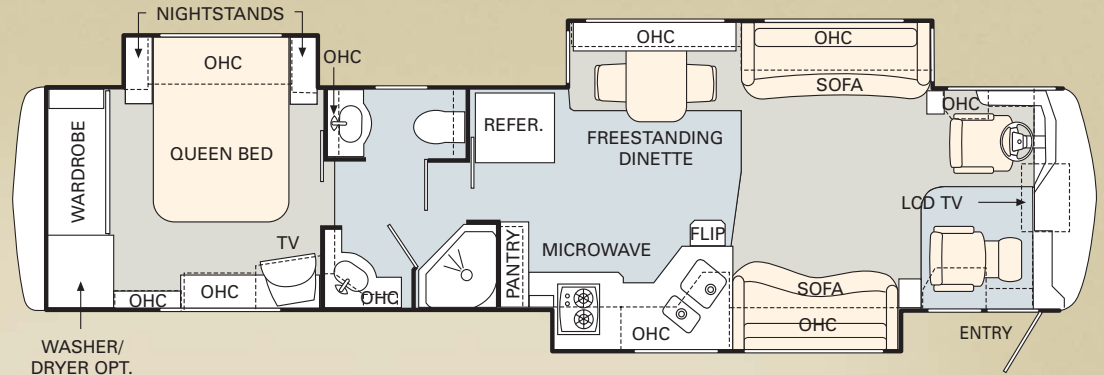 NIGHTSTANDS
OHC
OHC
QUEEN BED
WARDROBE
TV
OHC
OHC
OHC
WASHER/
DRYER OPT.
REFER.
PANTRY
MICROWAVE
OHC
FREESTANDING
DINETTE
FLIP
OHC
OHC
SOFA
SOFA
OHC
OHC
LCD TV
ENTRY